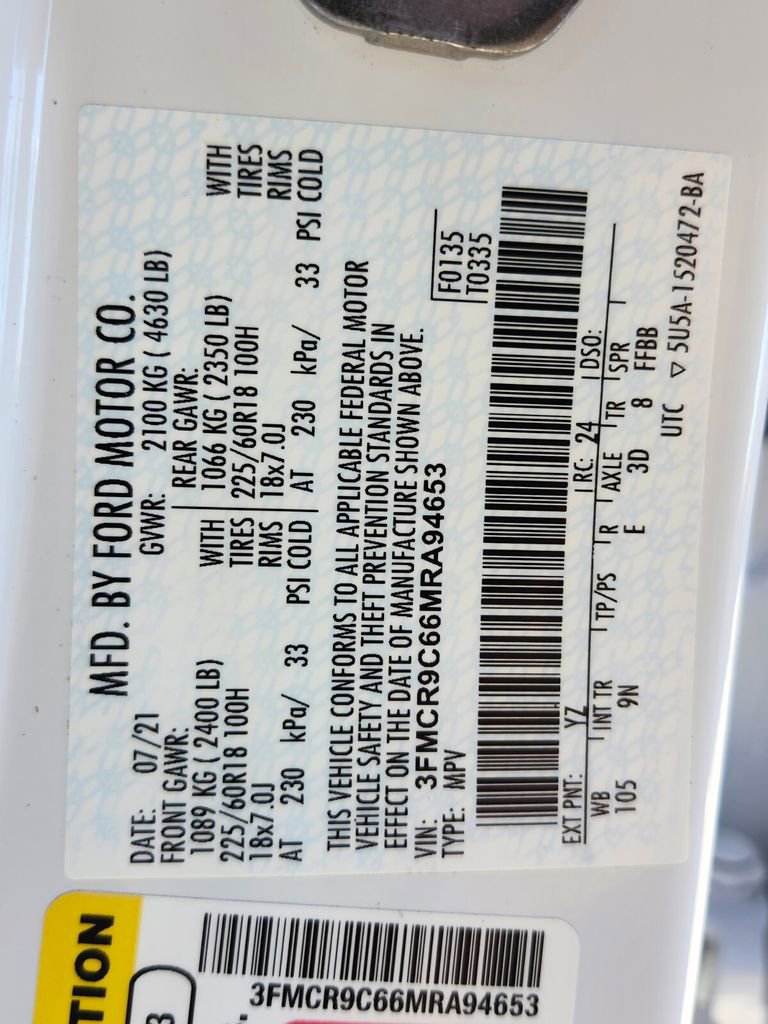 MFD. BY FORD MOTOR CO.
DATE: 07/21 GVWR: 2100 KG ( 4630 LB)
FRONT GAWR: REAR GAWR:
1089 KG ( 2400 LB) WITH 1066 KG ( 2350 LB) WITH
225/60R18 100H TIRES 225/60R18 100H TIRES
18x7.0J RIMS 18x7.0J RIMS
AT 230 kPa/ 33 PSI COLD AT 230 kPa/ 33 PSI COLD
THIS VEHICLE CONFORMS TO ALL APPLICABLE FEDERAL MOTOR
VEHICLE SAFETY AND THEFT PREVENTION STANDARDS IN
EFFECT ON THE DATE OF MANUFACTURE SHOWN ABOVE.
VIN: 3FMCR9C66MRA94653 F0135
TYPE: MPV T0335
EXT PNT: YZ RC: 24 DSO:
WB INT TR TP/PS R AXLE TR SPR
105 9N E 3D 8 FFBB
UTC ▽ 5U5A-1520472-BA
TION
3FMCR9C66MRA94653